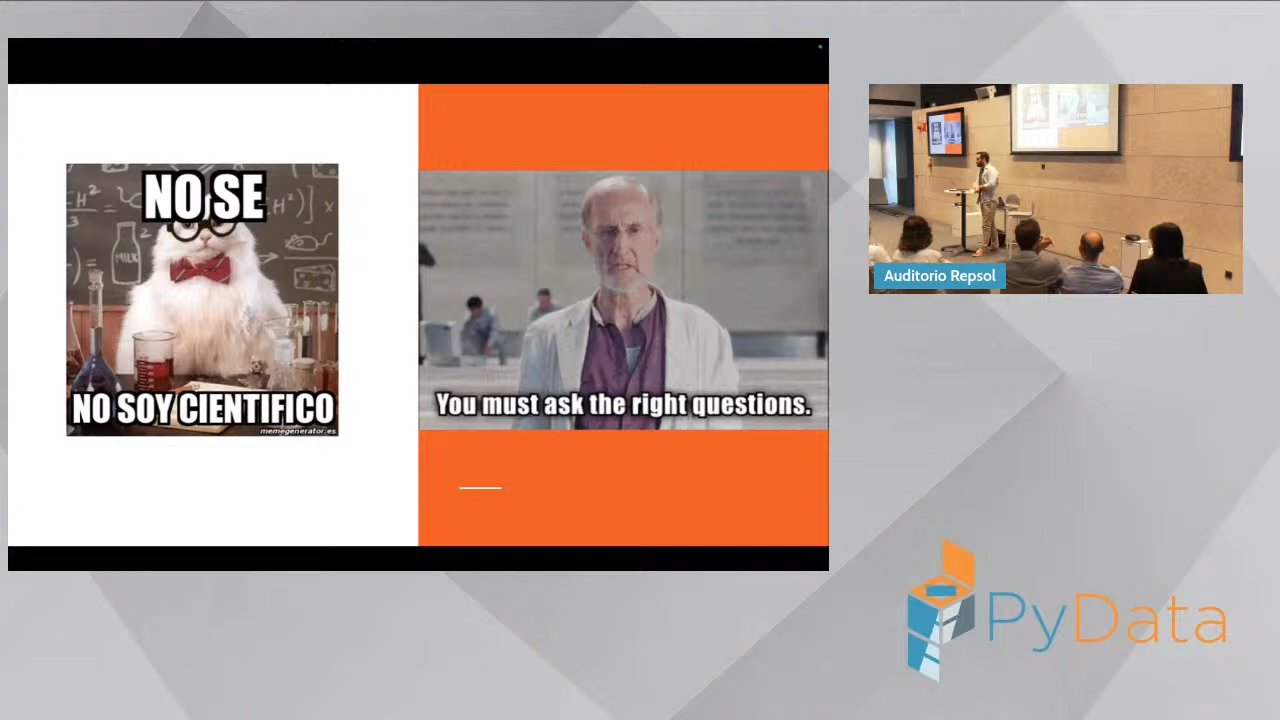 NO SE
NO SOY CIENTIFICO
memegenerator.es
You must ask the right questions.
Auditorio Repsol
PyData